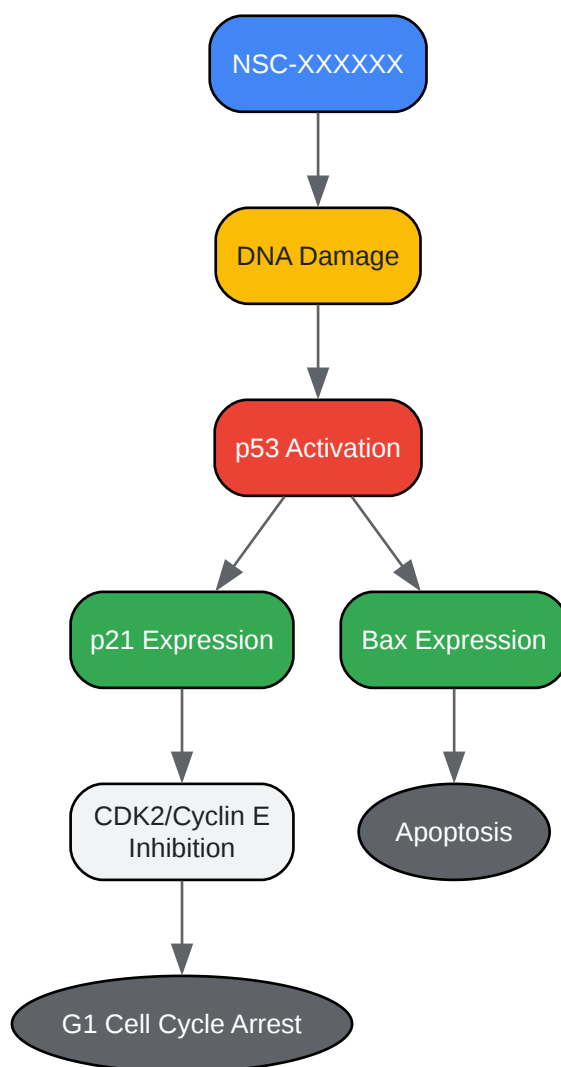 NSC-XXXXXX
DNA Damage
p53 Activation
p21 Expression
Bax Expression
CDK2/Cyclin E
Inhibition
Apoptosis
G1 Cell Cycle Arrest